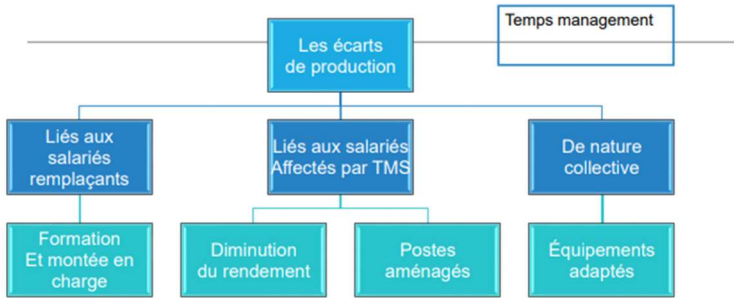 Temps management
Les écarts
de production
Liés aux
salariés
remplaçants
Liés aux salariés
Affectés par TMS
De nature
collective
Formation
Et montée en
charge
Diminution
du rendement
Postes
aménagés
Équipements
adaptés